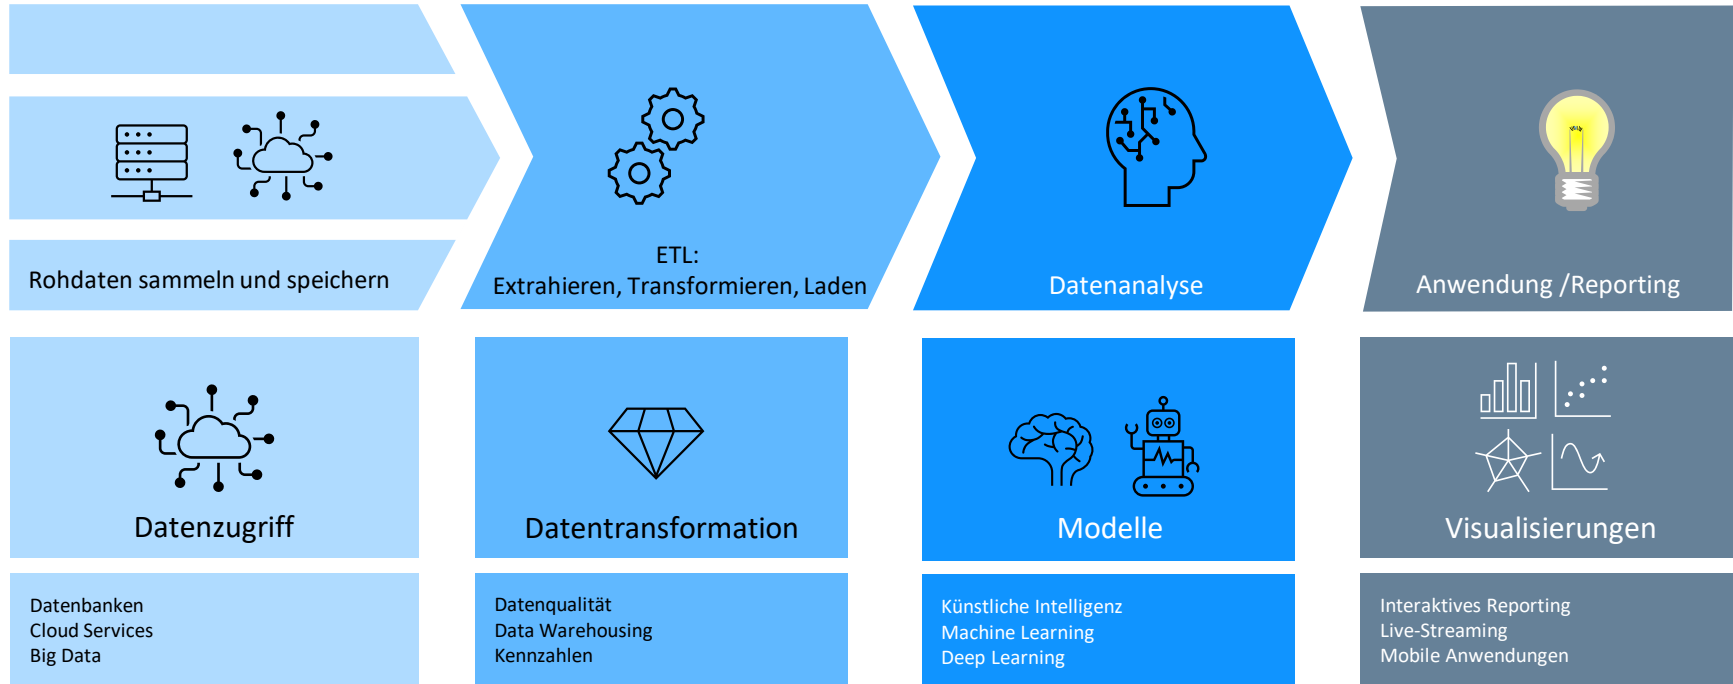 Rohdaten sammeln und speichern
ETL:
Extrahieren, Transformieren, Laden
Datenanalyse
Anwendung /Reporting
Datenzugriff
Datentransformation
Modelle
Visualisierungen
Datenbanken
Cloud Services
Big Data
Datenqualität
Data Warehousing
Kennzahlen
Künstliche Intelligenz
Machine Learning
Deep Learning
Interaktives Reporting
Live-Streaming
Mobile Anwendungen